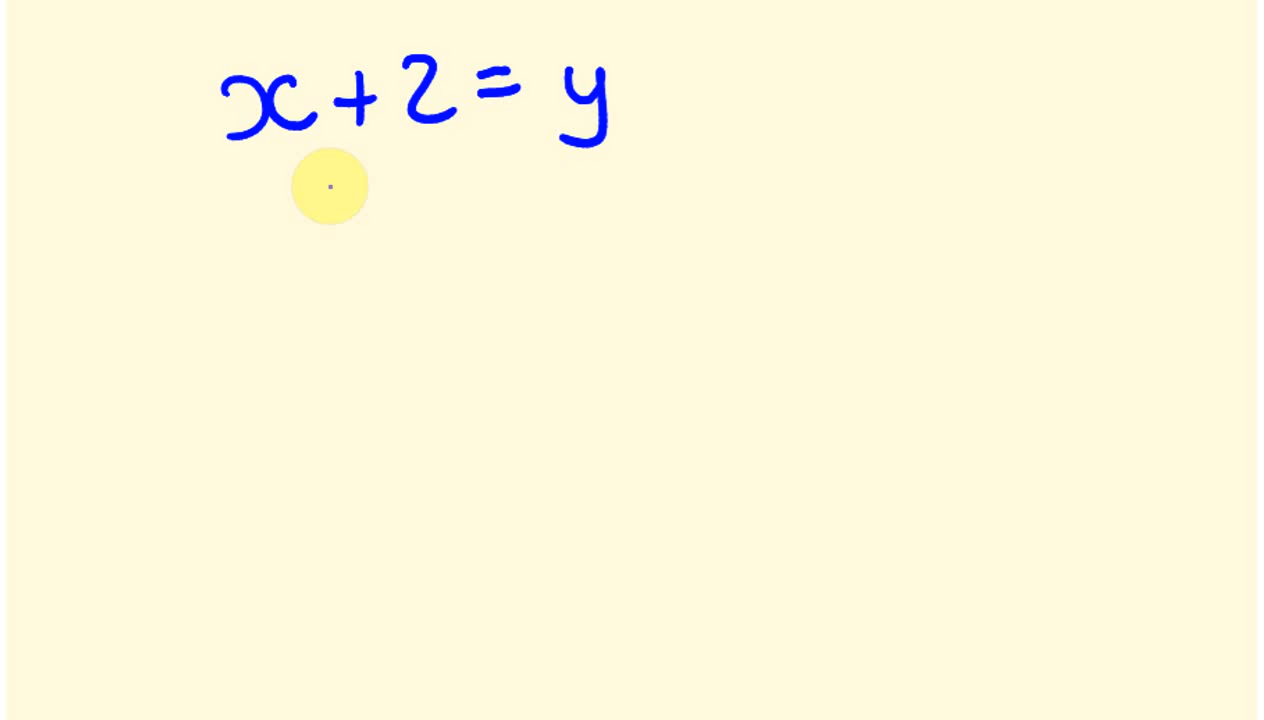 x + 2 = y